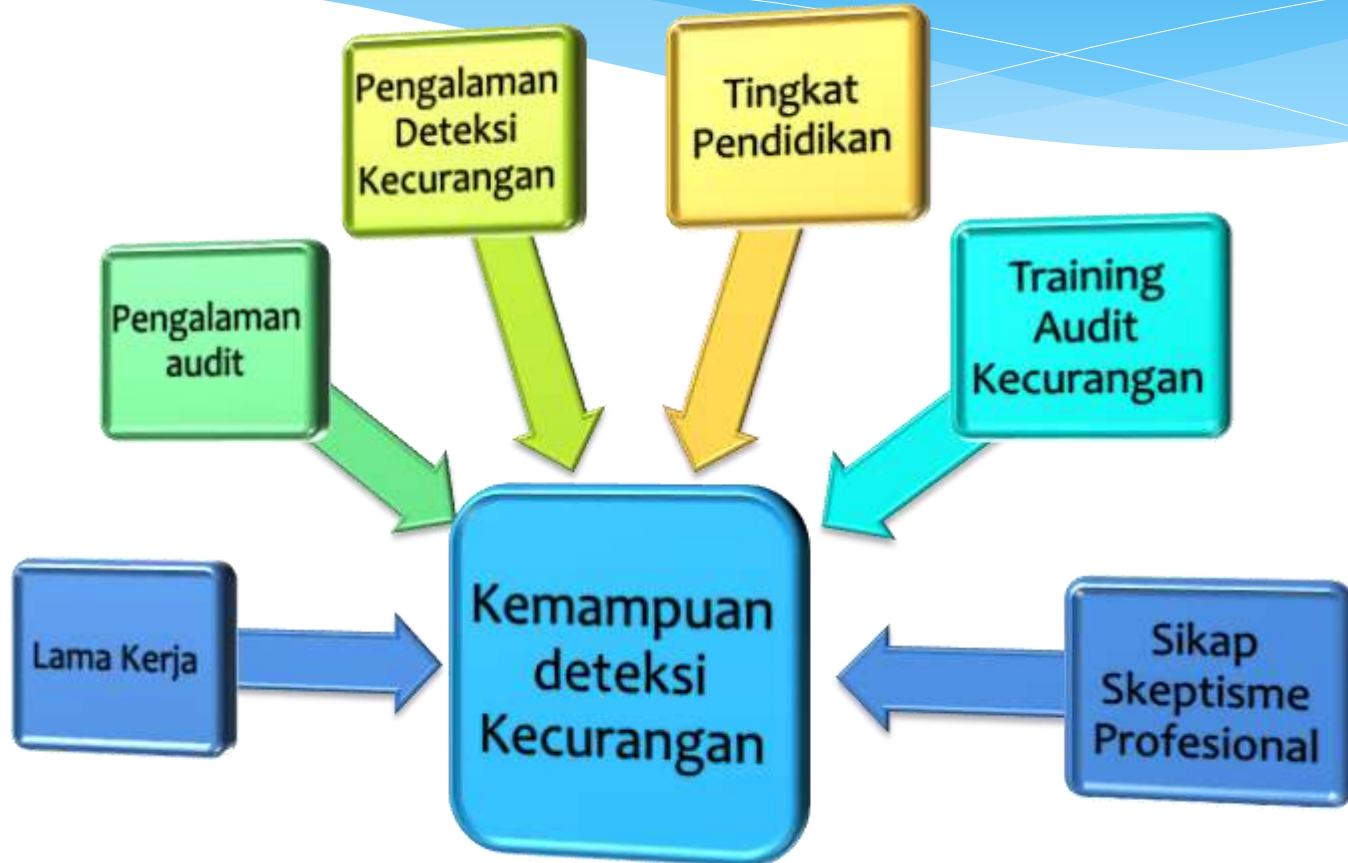 Pengalaman
Deteksi
Kecurangan
Tingkat
Pendidikan
Pengalaman
audit
Training
Audit
Kecurangan
Lama Kerja
Kemampuan
deteksi
Kecurangan
Sikap
Skeptisme
Profesional